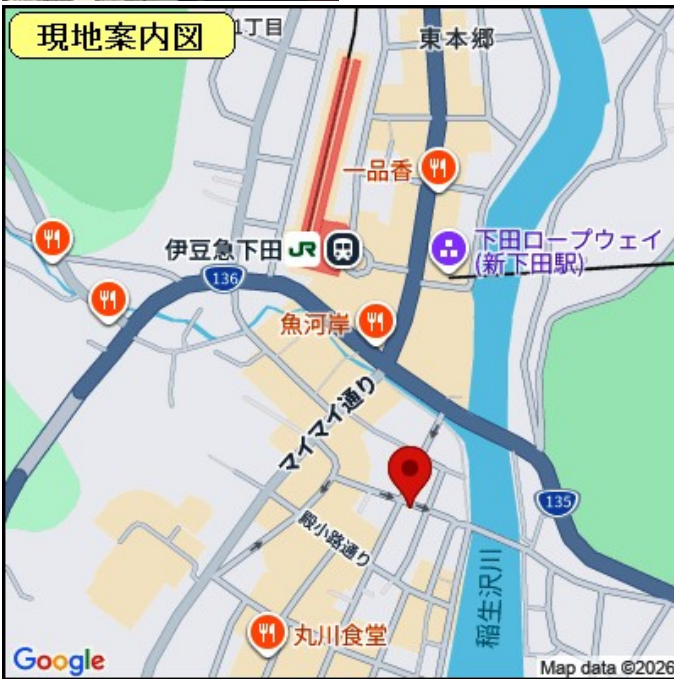 現地案内図
1丁目
東本郷
一品香
伊豆急下田 JR
下田ロープウェイ
(新下田駅)
136
魚河岸
マイマイ通り
135
殿小路通り
稲生沢川
丸川食堂
Google
Map data ©2026